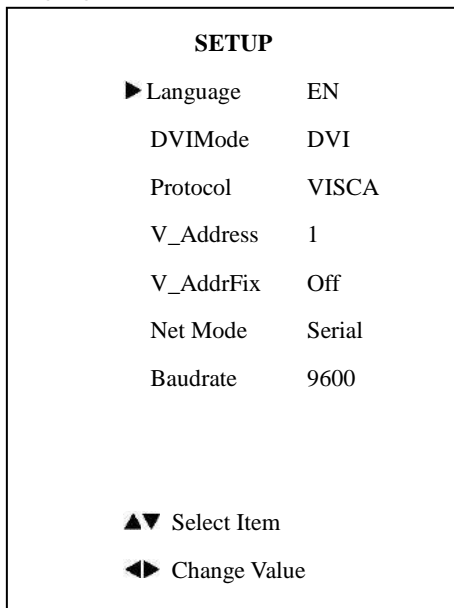 SETUP
▶Language EN
DVIMode DVI
Protocol VISCA
V_Address 1
V_AddrFix Off
Net Mode Serial
Baudrate 9600
▲▼ Select Item
◀▶ Change Value